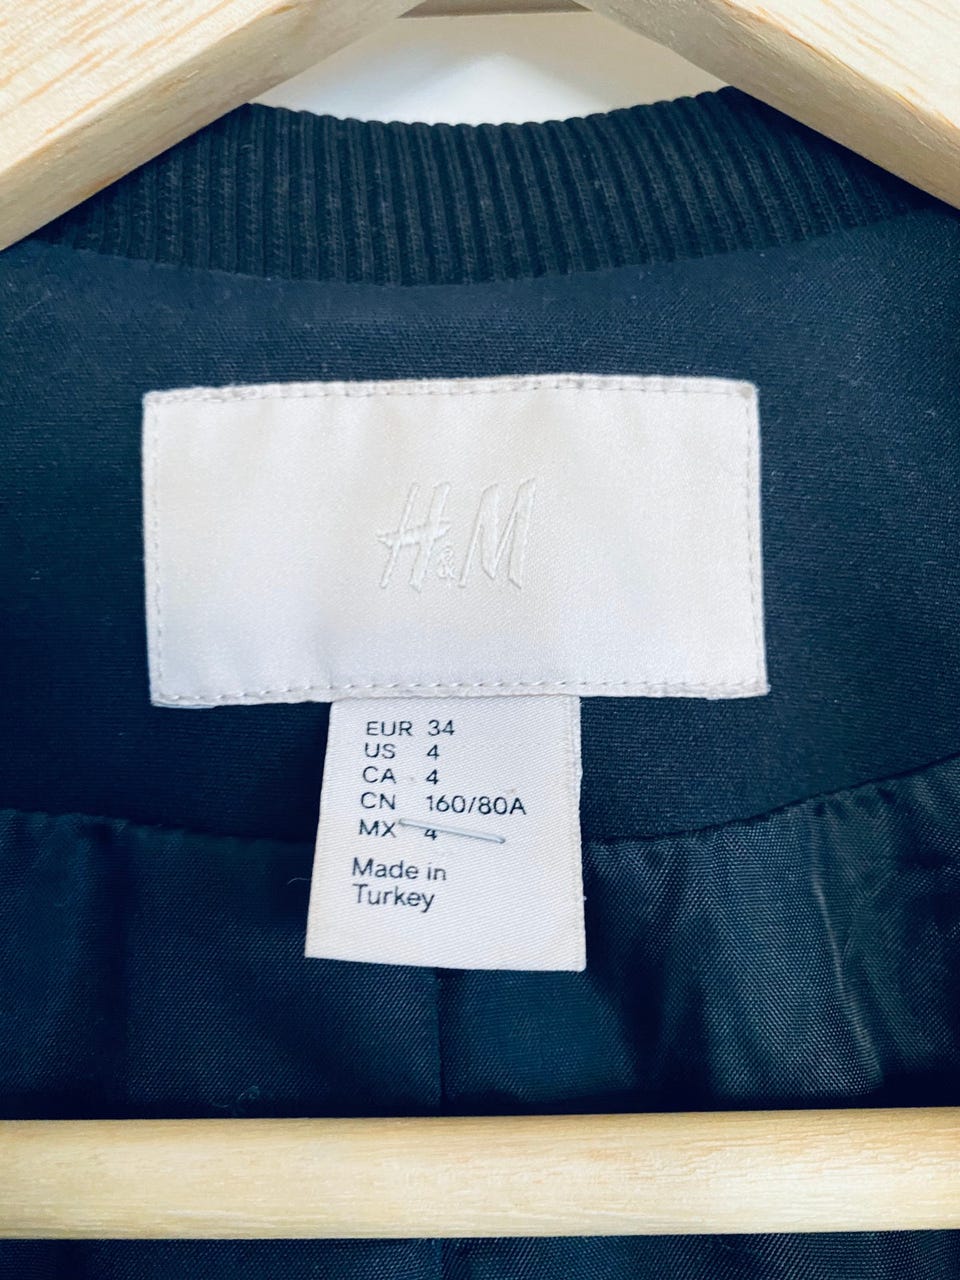 H&M
EUR 34
US 4
CA 4
CN 160/80A
MX 4
Made in
Turkey